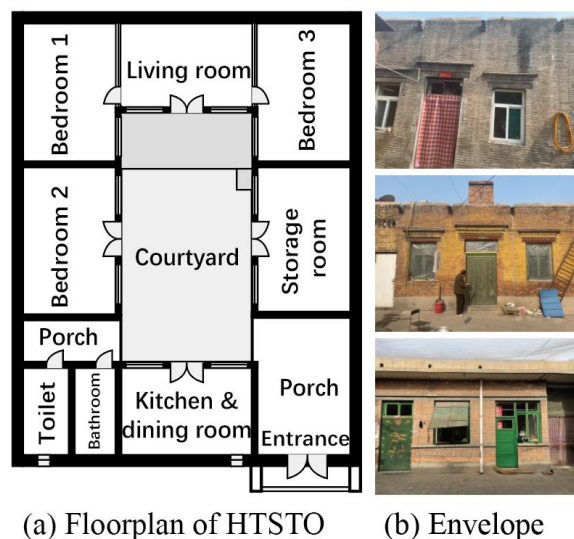 Bedroom 1
Living room
Bedroom 3
Bedroom 2
Courtyard
Storage
room
Porch
Toilet
Bathroom
Kitchen &
dining room
Porch
Entrance
(a) Floorplan of HTSTO
(b) Envelope